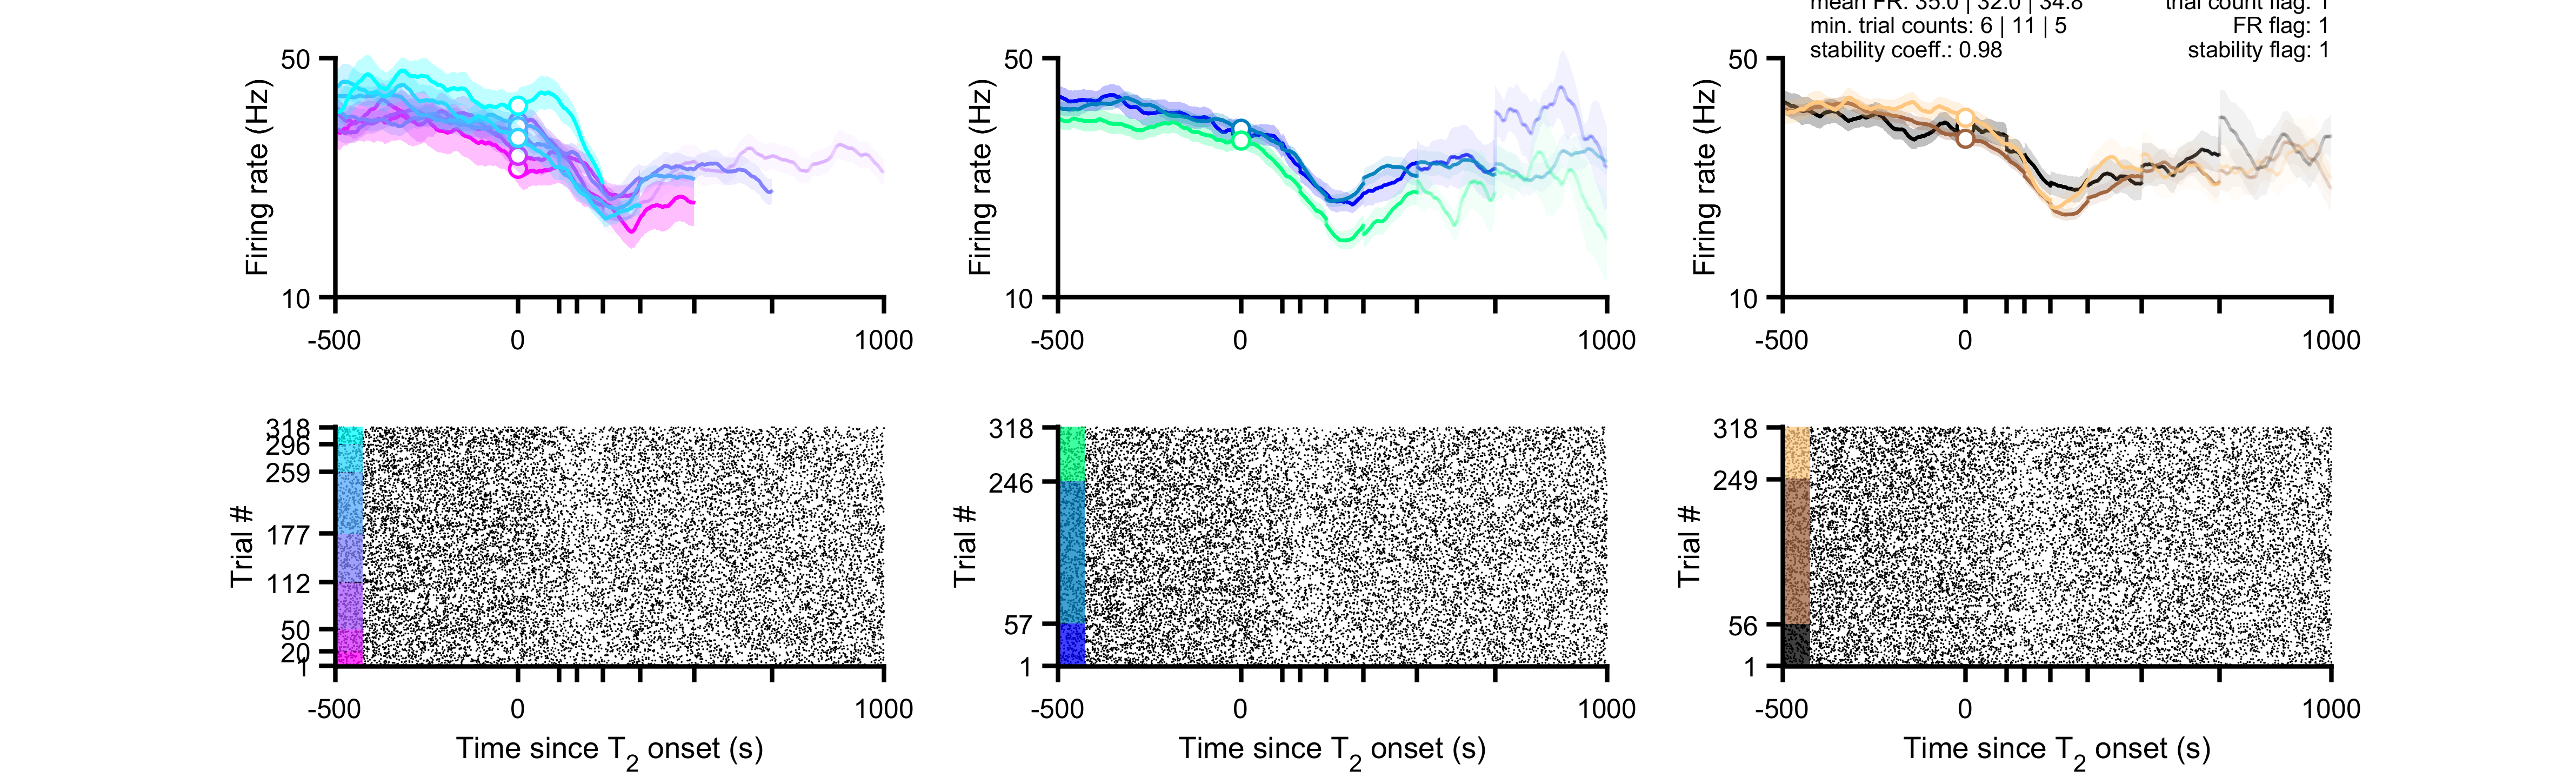 mean FR: 35.0 | 32.0 | 34.8 trial count flag: 1
min. trial counts: 6 | 11 | 5 FR flag: 1
stability coeff.: 0.98 stability flag: 1
50 50 50
Firing rate (Hz) Firing rate (Hz) Firing rate (Hz)
10 10 10
-500 0 1000 -500 0 1000 -500 0 1000
318 318 318
296
259 246 249
177
Trial # Trial # Trial #
112
50 57 56
20
1 1 1
-500 0 1000 -500 0 1000 -500 0 1000
Time since T2 onset (s) Time since T2 onset (s) Time since T2 onset (s)